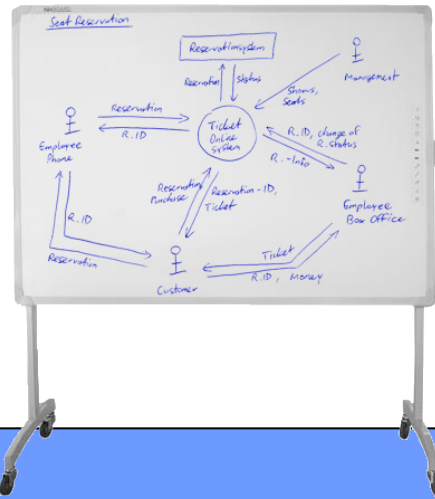 Seat Reservation
Reservationsystem
Reservation
Status
Management
Shows,
Seats
Reservation
R.ID
Employee
Phone
Ticket
Online
System
R.ID, change of
R.status
R.-Info
Employee
Box Office
Reservation
Purchase
Reservation-ID,
Ticket
R.ID
Reservation
Customer
Ticket
R.ID, Money